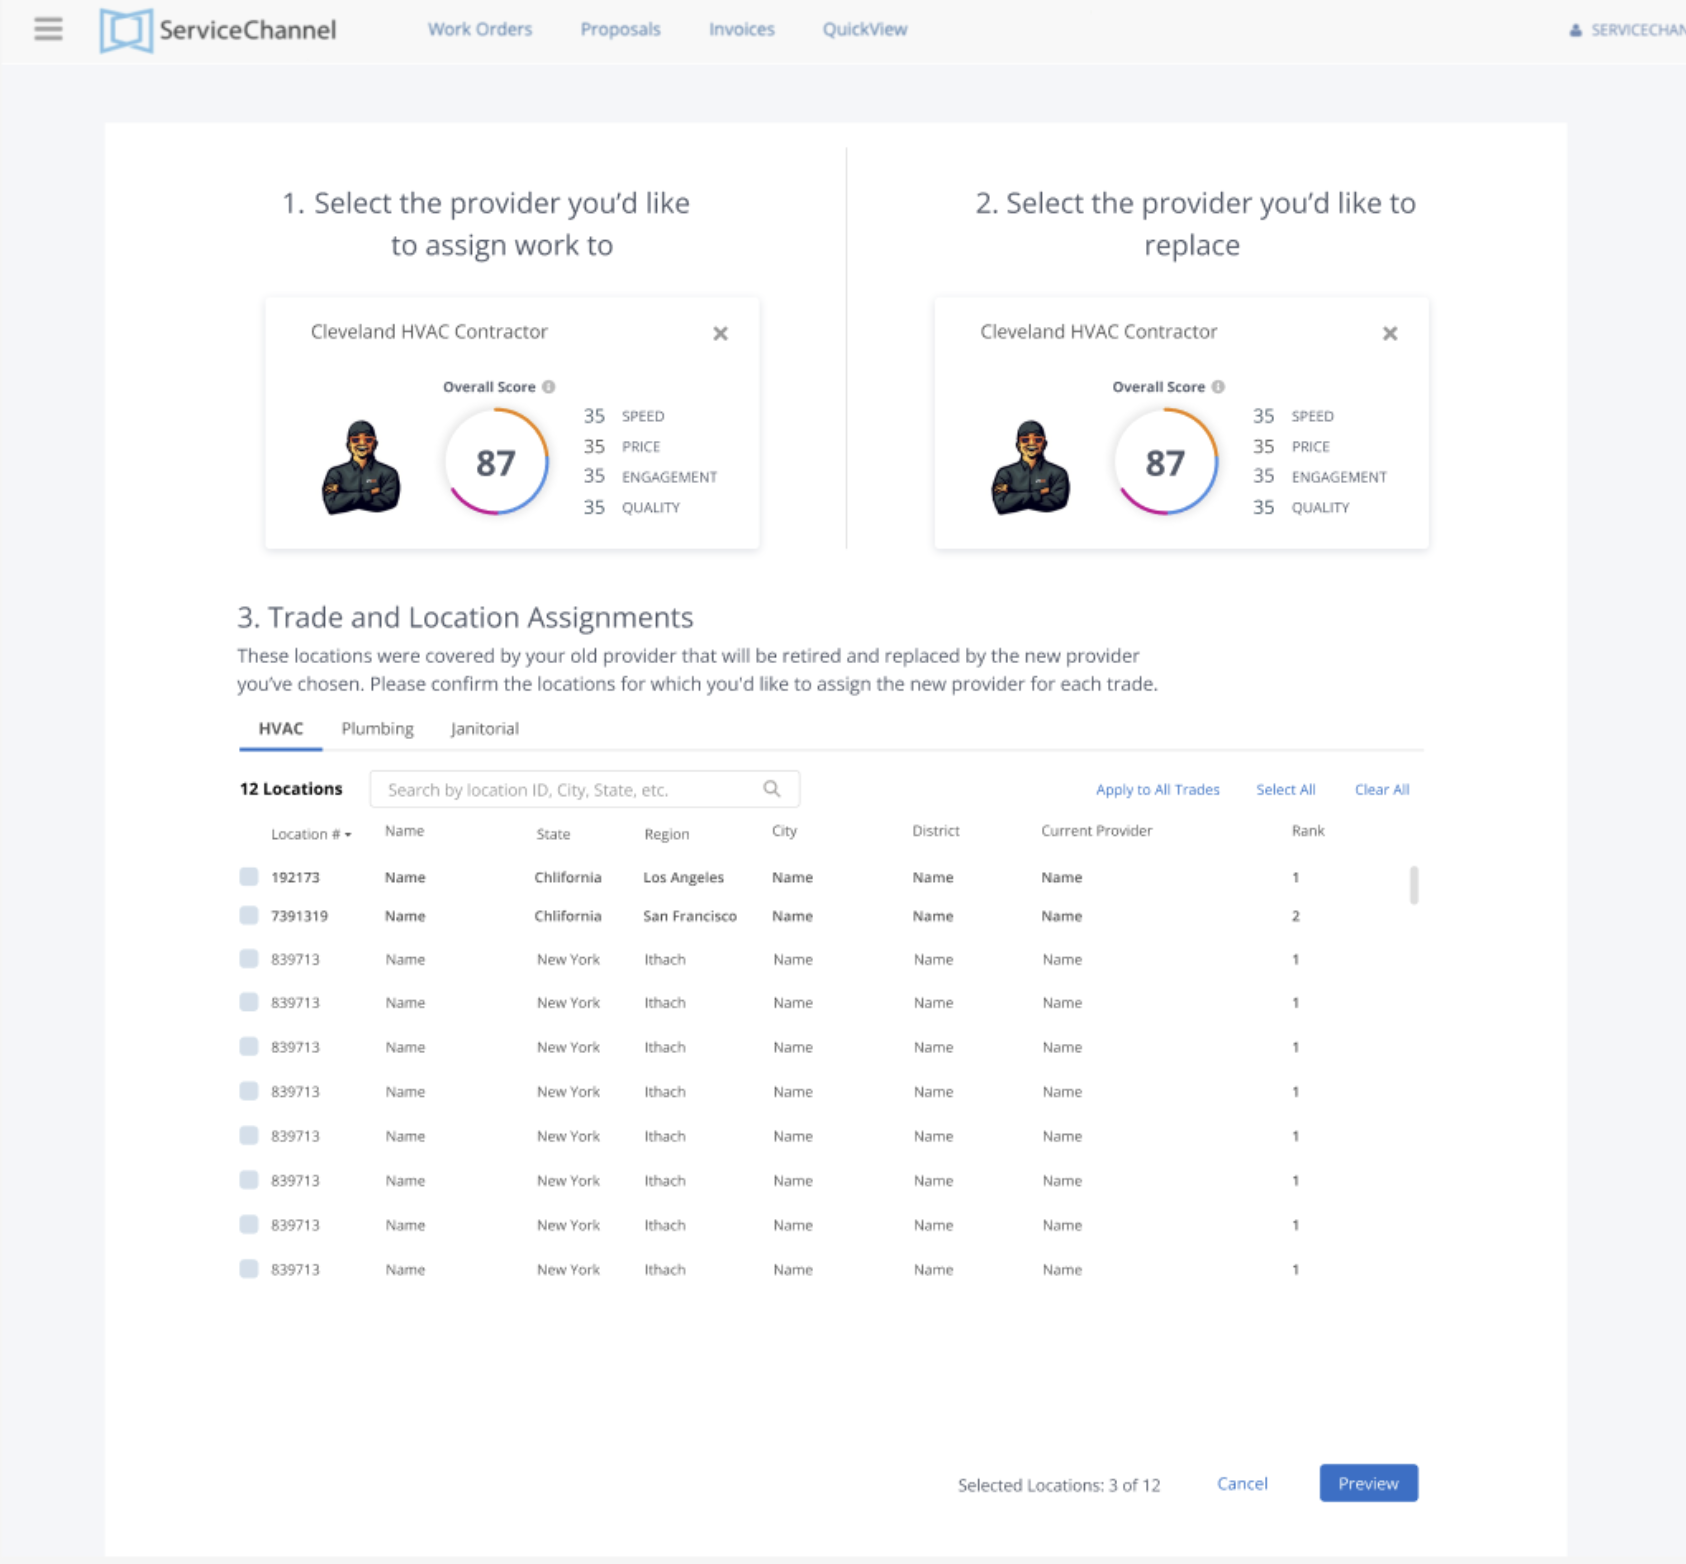 ServiceChannel Work Orders Proposals Invoices QuickView SERVICECHAN
1. Select the provider you'd like
to assign work to
2. Select the provider you'd like to
replace
Cleveland HVAC Contractor
Overall Score
87
35 SPEED
35 PRICE
35 ENGAGEMENT
35 QUALITY
Cleveland HVAC Contractor
Overall Score
87
35 SPEED
35 PRICE
35 ENGAGEMENT
35 QUALITY
3. Trade and Location Assignments
These locations were covered by your old provider that will be retired and replaced by the new provider
you've chosen. Please confirm the locations for which you'd like to assign the new provider for each trade.
HVAC Plumbing Janitorial
12 Locations Search by location ID, City, State, etc. Apply to All Trades Select All Clear All
Location # Name State Region City District Current Provider Rank
192173 Name Chlifornia Los Angeles Name Name Name 1
7391319 Name Chlifornia San Francisco Name Name Name 2
839713 Name New York Ithach Name Name Name 1
839713 Name New York Ithach Name Name Name 1
839713 Name New York Ithach Name Name Name 1
839713 Name New York Ithach Name Name Name 1
839713 Name New York Ithach Name Name Name 1
839713 Name New York Ithach Name Name Name 1
839713 Name New York Ithach Name Name Name 1
839713 Name New York Ithach Name Name Name 1
Selected Locations: 3 of 12 Cancel Preview